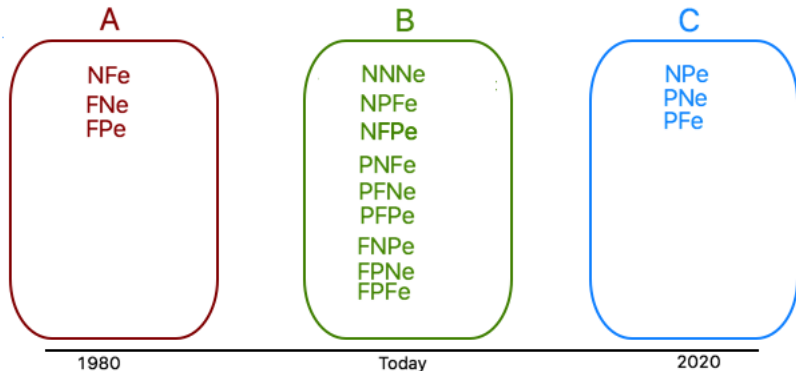 A
B
C
NFe
FNe
FPe
NNNe
NPFe
NFPe
PNFe
PFNe
PFPe
FNPe
FPNe
FPFe
NPe
PNe
PFe
1980
Today
2020